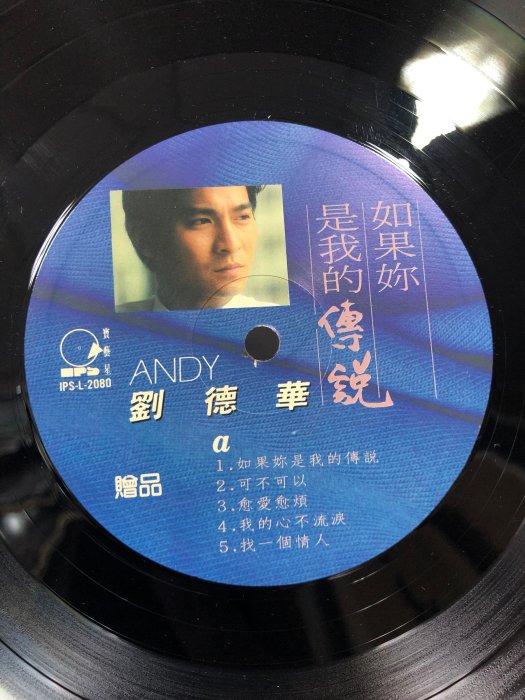 如果妳
是我的
傳說
寶藝星
IPS
IPS-L-2080
ANDY
劉德華
a
贈品
1.如果妳是我的傳說
2.可不可以
3.愈愛愈煩
4.我的心不流淚
5.找一個情人